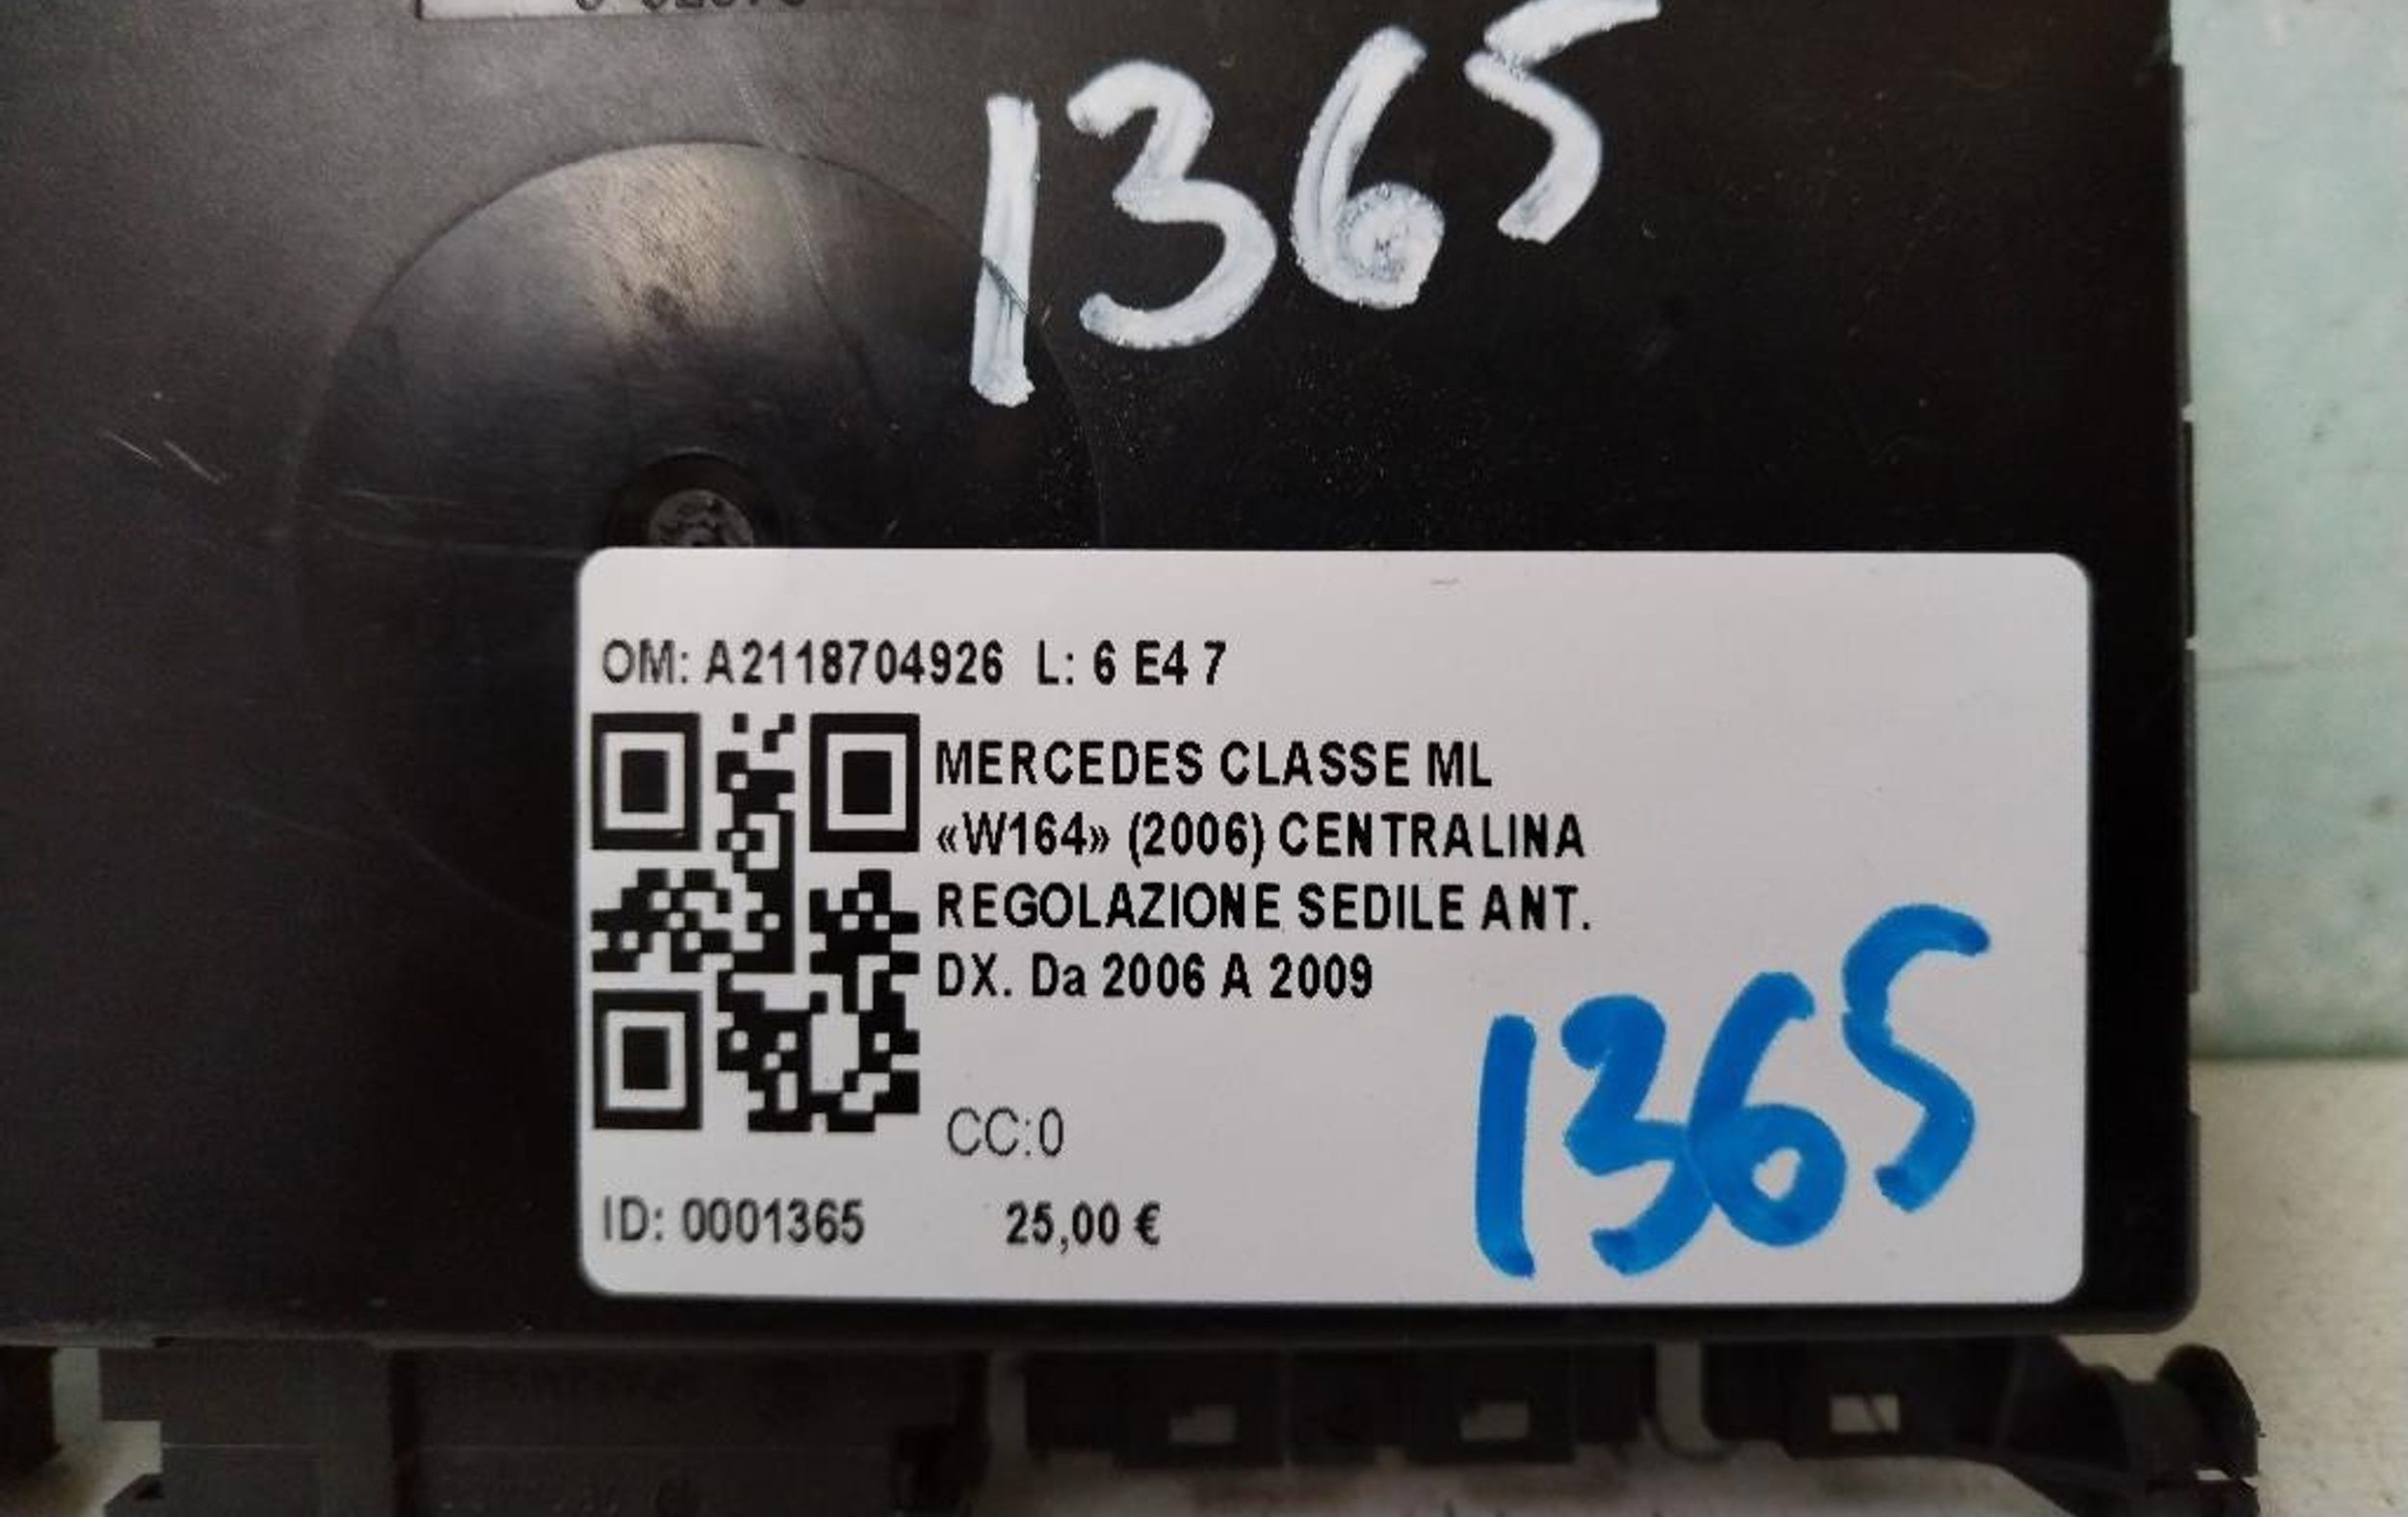 1365
OM: A2118704926 L: 6 E4 7
MERCEDES CLASSE ML
«W164» (2006) CENTRALINA
REGOLAZIONE SEDILE ANT.
DX. Da 2006 A 2009
1365
CC:0
ID: 0001365 25,00 €